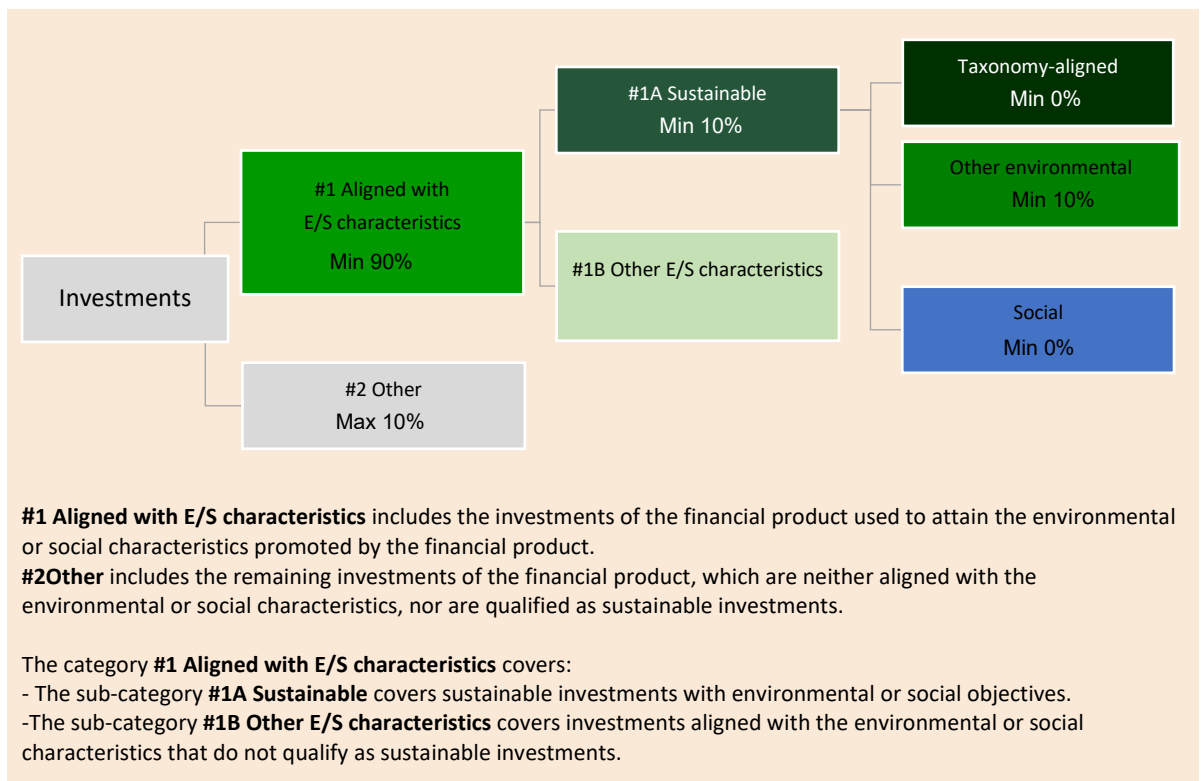 Taxonomy-aligned
Min 0%
#1A Sustainable
Min 10%
Other environmental
Min 10%
#1 Aligned with
E/S characteristics
Min 90%
#1B Other E/S characteristics
Investments
Social
Min 0%
#2 Other
Max 10%
#1 Aligned with E/S characteristics includes the investments of the financial product used to attain the environmental
or social characteristics promoted by the financial product.
#2Other includes the remaining investments of the financial product, which are neither aligned with the
environmental or social characteristics, nor are qualified as sustainable investments.
The category #1 Aligned with E/S characteristics covers:
- The sub-category #1A Sustainable covers sustainable investments with environmental or social objectives.
-The sub-category #1B Other E/S characteristics covers investments aligned with the environmental or social
characteristics that do not qualify as sustainable investments.